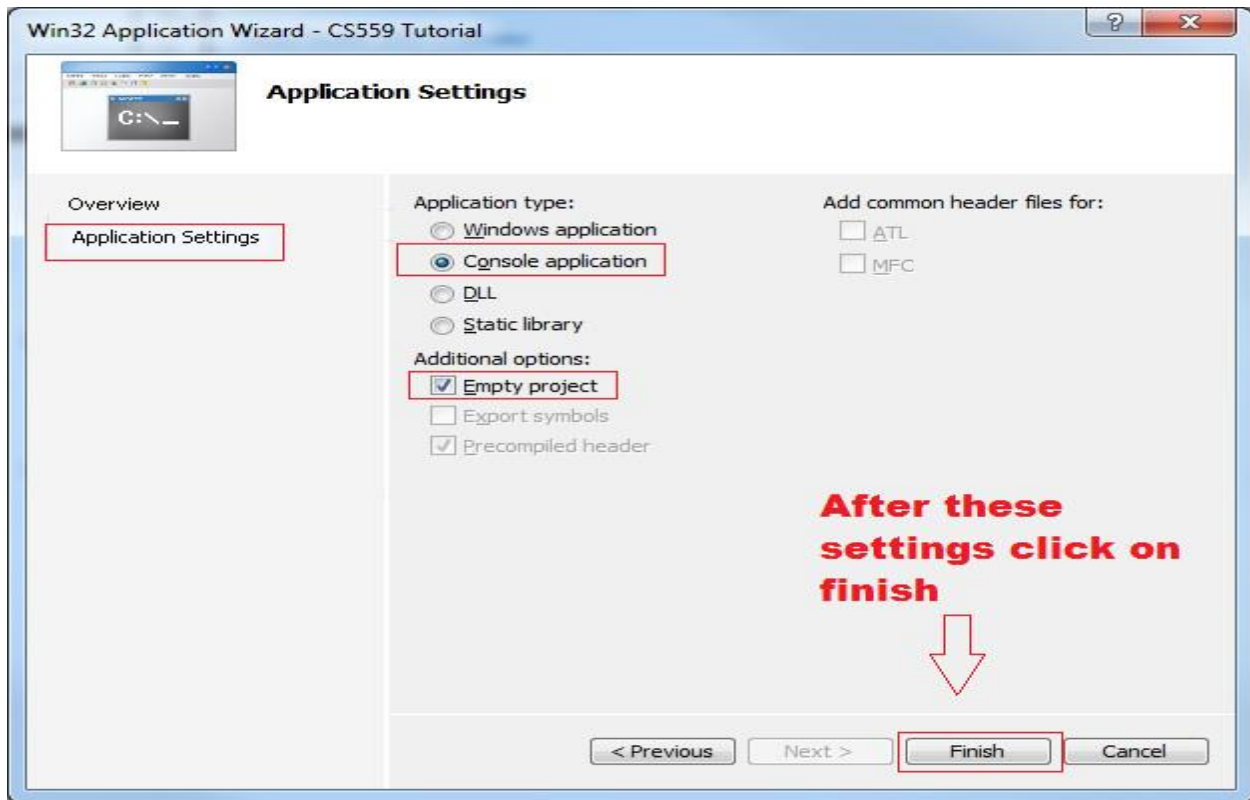 Win32 Application Wizard - CS559 Tutorial
?
X
C:\_
Application Settings
Overview
Application Settings
Application type:
Windows application
Console application
DLL
Static library
Additional options:
Empty project
Export symbols
Precompiled header
Add common header files for:
ATL
MFC
After these
settings click on
finish
< Previous
Next >
Finish
Cancel